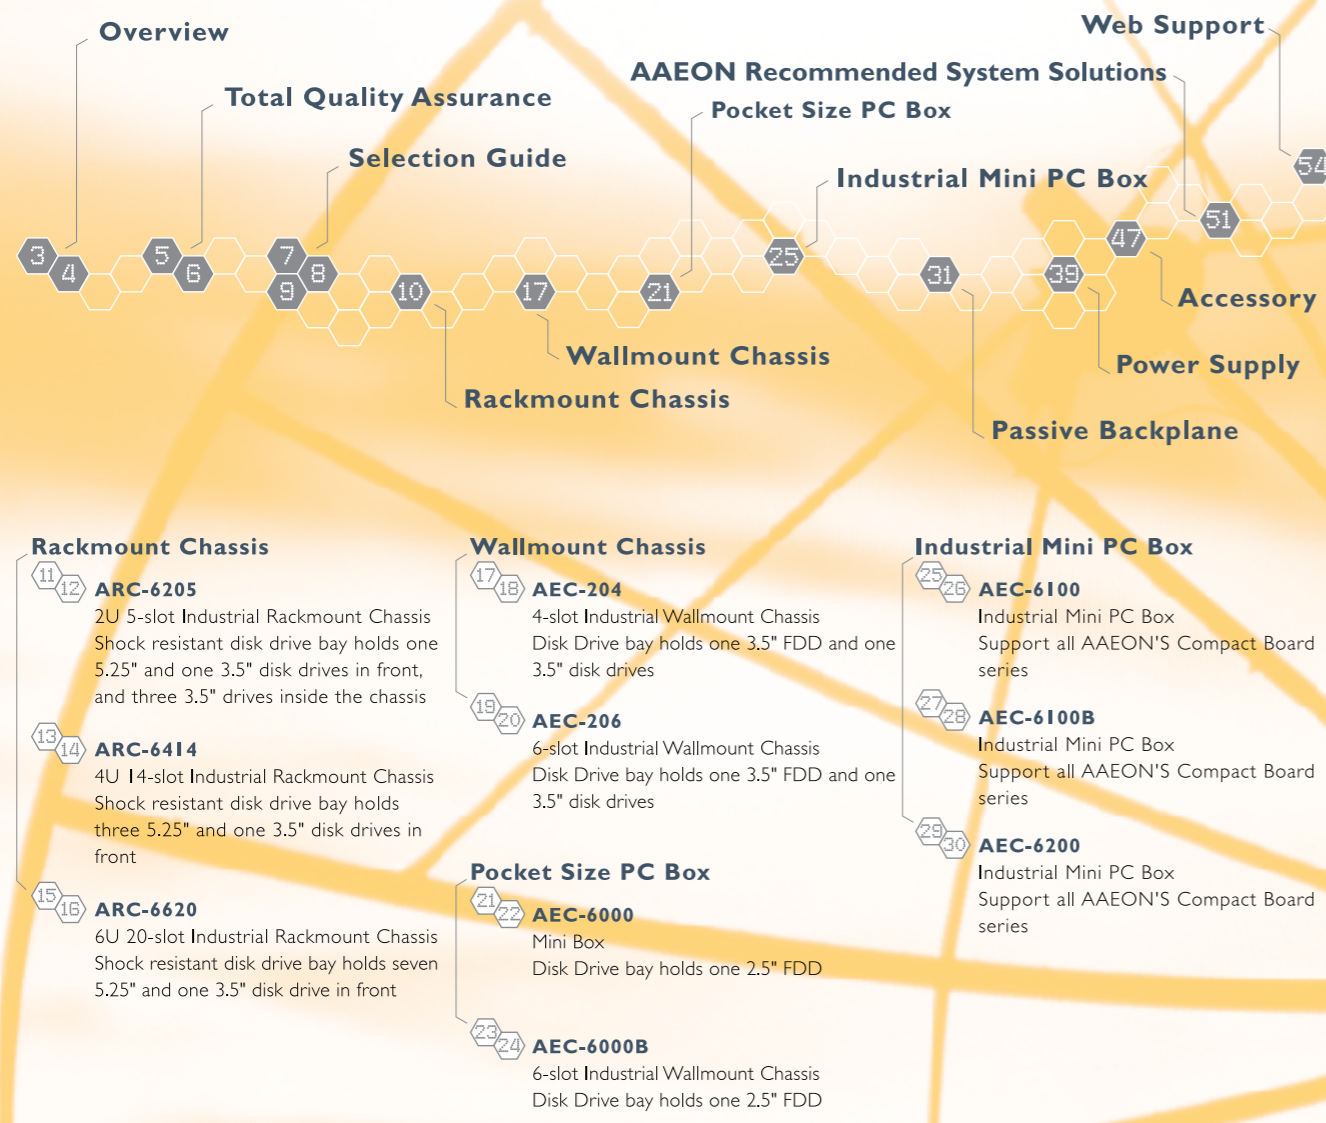 Overview
Web Support
AAEON Recommended System Solutions
Total Quality Assurance
Pocket Size PC Box
Selection Guide
Industrial Mini PC Box
54
51
47
3
4
5
6
7
8
9
10
17
21
25
31
39
Accessory
Wallmount Chassis
Power Supply
Rackmount Chassis
Passive Backplane
Rackmount Chassis
11
12
ARC-6205
2U 5-slot Industrial Rackmount Chassis
Shock resistant disk drive bay holds one
5.25" and one 3.5" disk drives in front,
and three 3.5" drives inside the chassis
13
14
ARC-6414
4U 14-slot Industrial Rackmount Chassis
Shock resistant disk drive bay holds
three 5.25" and one 3.5" disk drives in
front
15
16
ARC-6620
6U 20-slot Industrial Rackmount Chassis
Shock resistant disk drive bay holds seven
5.25" and one 3.5" disk drive in front
Wallmount Chassis
17
18
AEC-204
4-slot Industrial Wallmount Chassis
Disk Drive bay holds one 3.5" FDD and one
3.5" disk drives
19
20
AEC-206
6-slot Industrial Wallmount Chassis
Disk Drive bay holds one 3.5" FDD and one
3.5" disk drives
Pocket Size PC Box
21
22
AEC-6000
Mini Box
Disk Drive bay holds one 2.5" FDD
23
24
AEC-6000B
6-slot Industrial Wallmount Chassis
Disk Drive bay holds one 2.5" FDD
Industrial Mini PC Box
25
26
AEC-6100
Industrial Mini PC Box
Support all AAEON'S Compact Board
series
27
28
AEC-6100B
Industrial Mini PC Box
Support all AAEON'S Compact Board
series
29
30
AEC-6200
Industrial Mini PC Box
Support all AAEON'S Compact Board
series